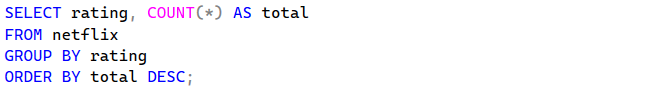 SELECT rating, COUNT(*) AS total
FROM netflix
GROUP BY rating
ORDER BY total DESC;